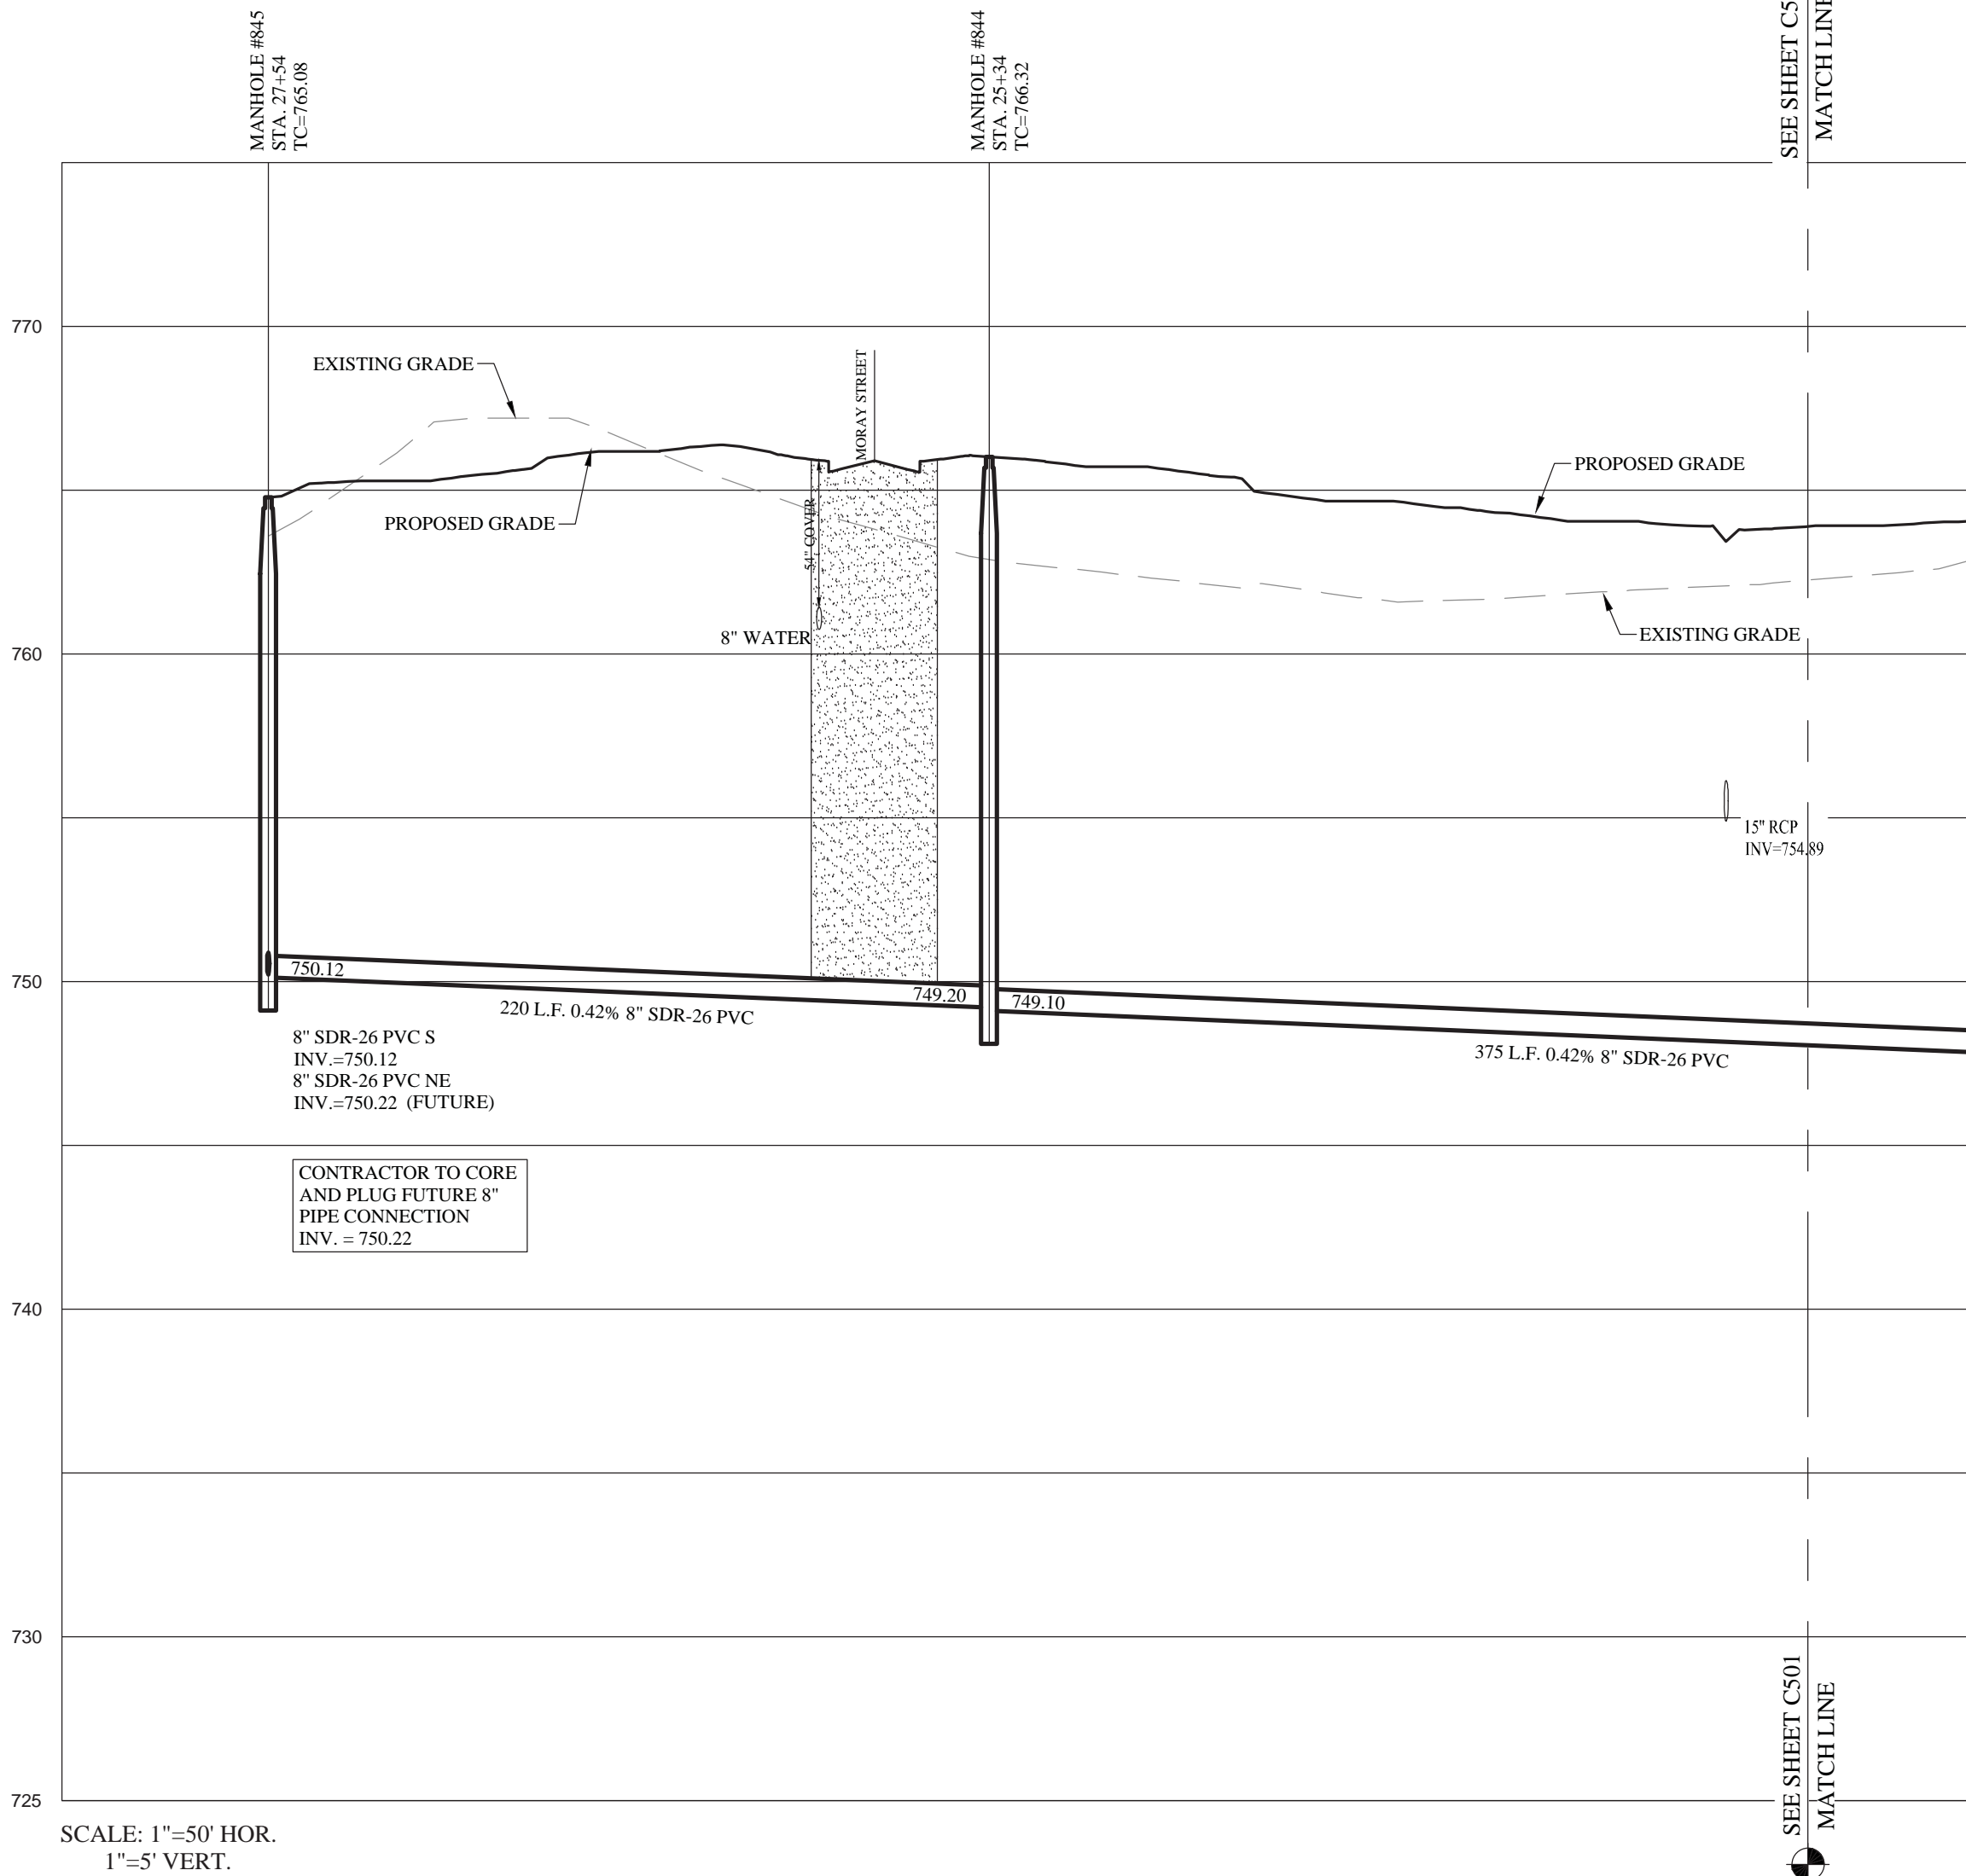 MANHOLE #845
STA. 27+54
TC=765.08
MANHOLE #844
STA. 25+34
TC=766.32
SEE SHEET C5
MATCH LINE
770
EXISTING GRADE
MORAY STREET
PROPOSED GRADE
PROPOSED GRADE
54" COVER
8" WATER
EXISTING GRADE
760
15" RCP
INV=754.89
750.12
750
749.20
749.10
220 L.F. 0.42% 8" SDR-26 PVC
375 L.F. 0.42% 8" SDR-26 PVC
8" SDR-26 PVC S
INV.=750.12
8" SDR-26 PVC NE
INV.=750.22 (FUTURE)
CONTRACTOR TO CORE
AND PLUG FUTURE 8"
PIPE CONNECTION
INV. = 750.22
740
730
SEE SHEET C501
MATCH LINE
725
SCALE: 1"=50' HOR.
1"=5' VERT.